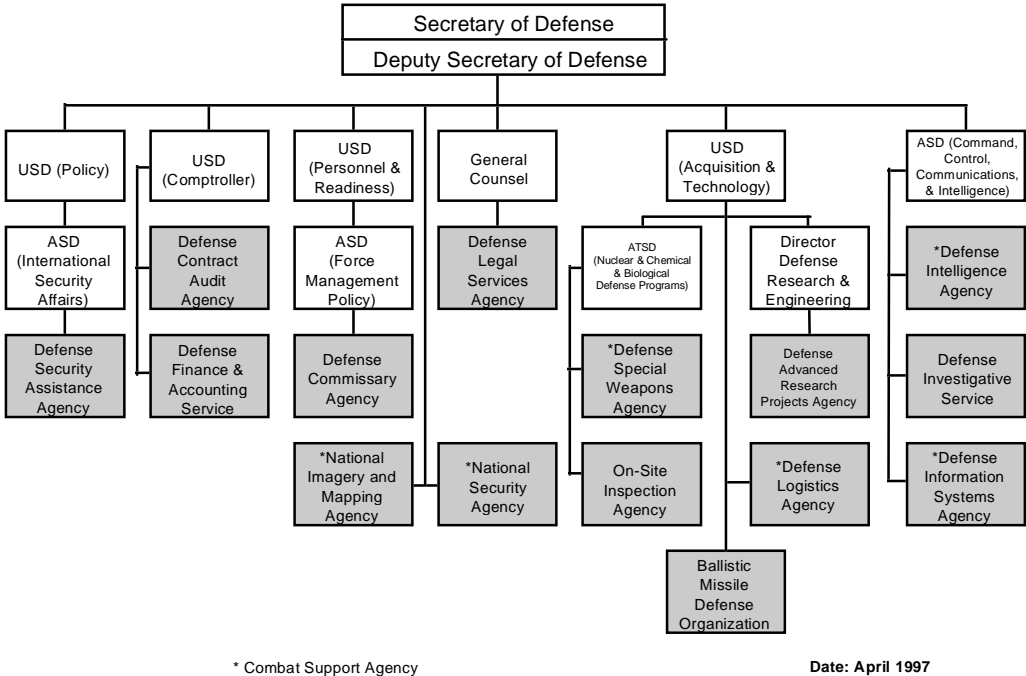 Secretary of Defense
Deputy Secretary of Defense
USD (Policy)
USD
(Comptroller)
USD
(Personnel &
Readiness)
General
Counsel
USD
(Acquisition &
Technology)
ASD (Command,
Control,
Communications,
& Intelligence)
ASD
(International
Security
Affairs)
Defense
Contract
Audit
Agency
ASD
(Force
Management
Policy)
Defense
Legal
Services
Agency
ATSD
(Nuclear & Chemical
& Biological
Defense Programs)
Director
Defense
Research &
Engineering
*Defense
Intelligence
Agency
Defense
Security
Assistance
Agency
Defense
Finance &
Accounting
Service
Defense
Commissary
Agency
*Defense
Special
Weapons
Agency
Defense
Advanced
Research
Projects Agency
Defense
Investigative
Service
*National
Imagery and
Mapping
Agency
*National
Security
Agency
On-Site
Inspection
Agency
*Defense
Logistics
Agency
*Defense
Information
Systems
Agency
Ballistic
Missile
Defense
Organization
* Combat Support Agency
Date: April 1997